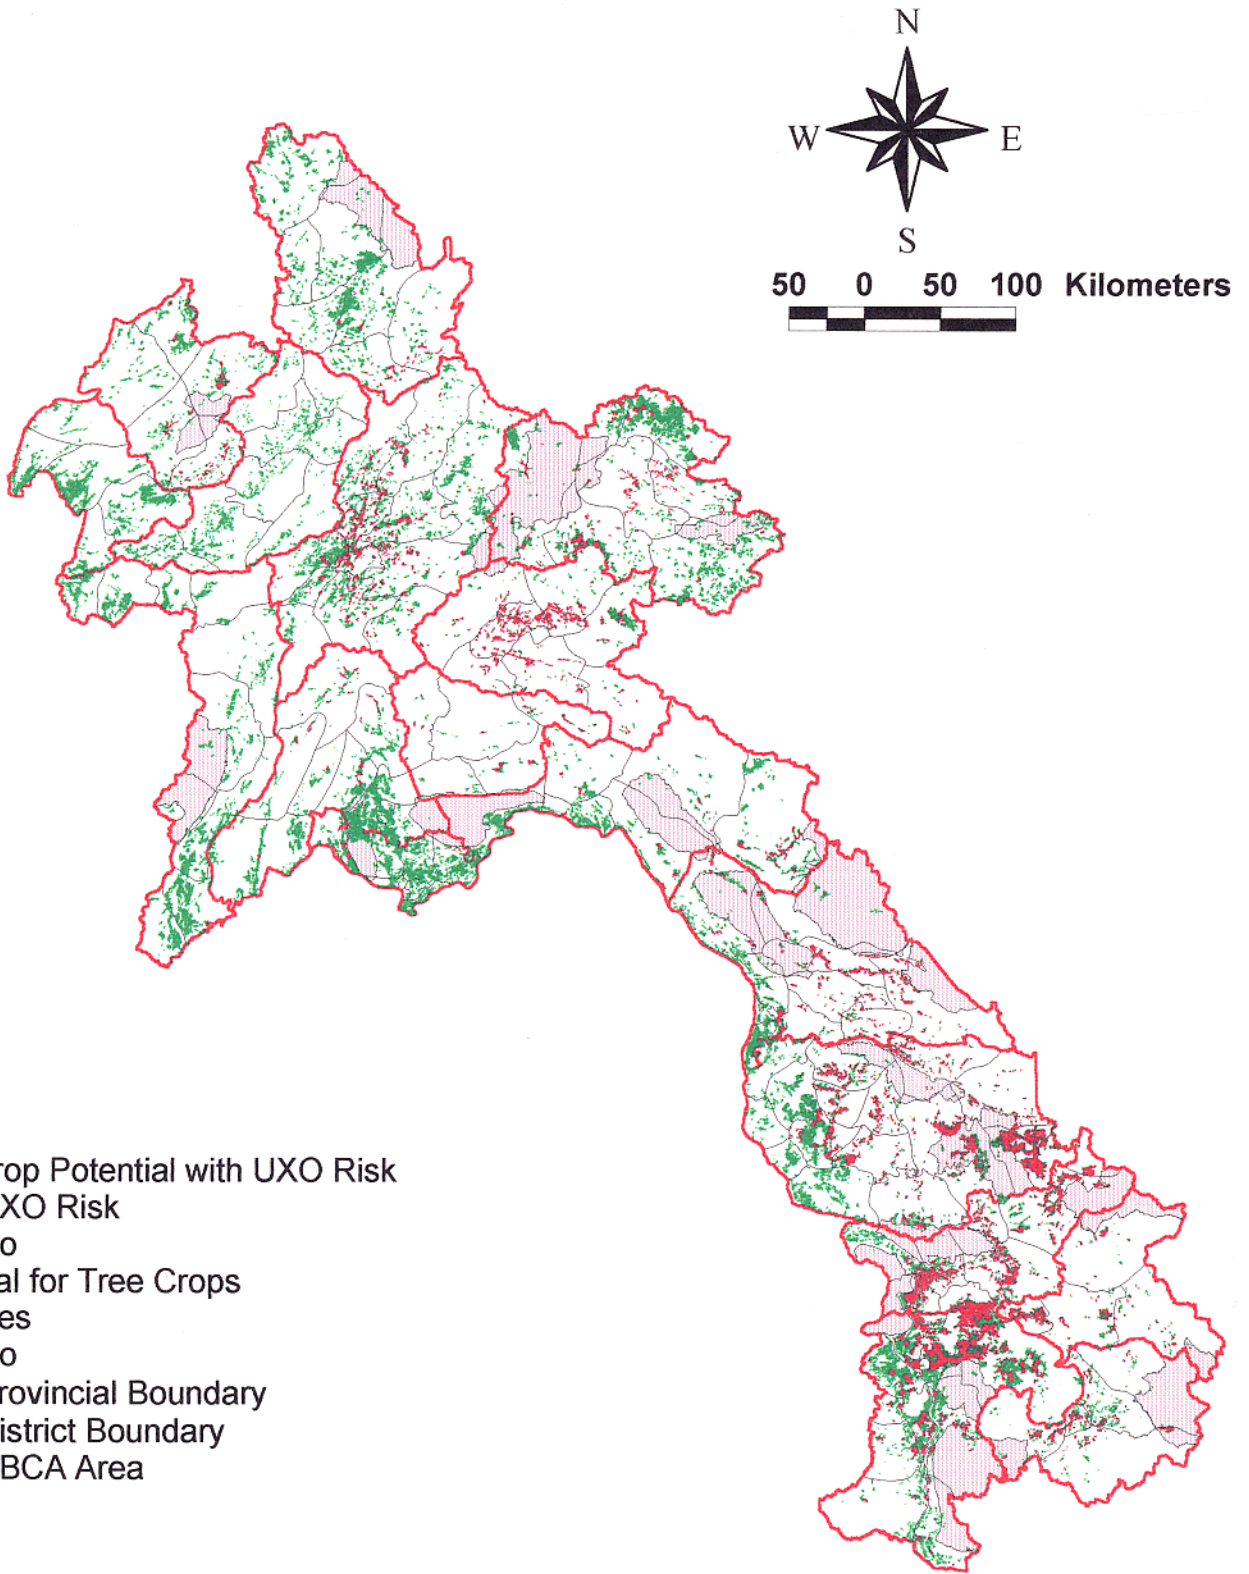 N
W E
S
50 0 50 100 Kilometers
rop Potential with UXO Risk
XO Risk
o
al for Tree Crops
es
o
rovincial Boundary
istrict Boundary
BCA Area